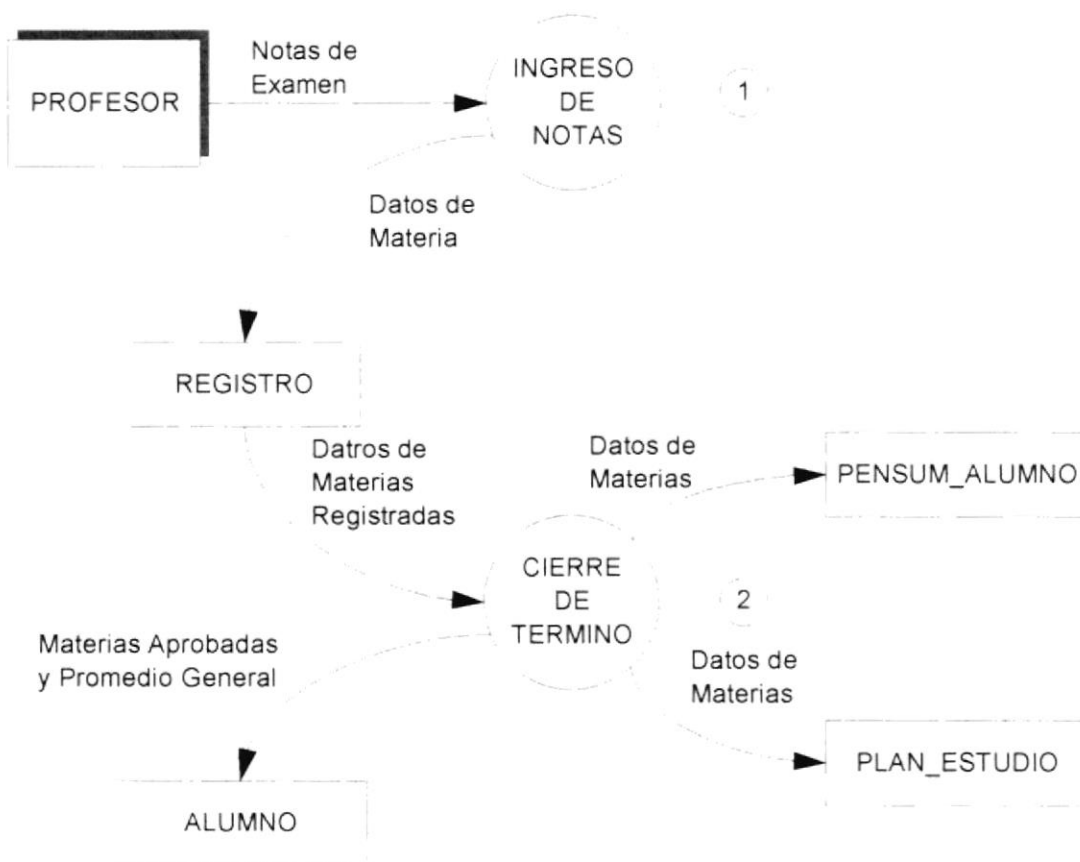 PROFESOR
Notas de
Examen
INGRESO
DE
NOTAS
1
Datos de
Materia
REGISTRO
Datros de
Materias
Registradas
Datos de
Materias
PENSUM_ALUMNO
CIERRE
DE
TERMINO
2
Materias Aprobadas
y Promedio General
Datos de
Materias
PLAN_ESTUDIO
ALUMNO